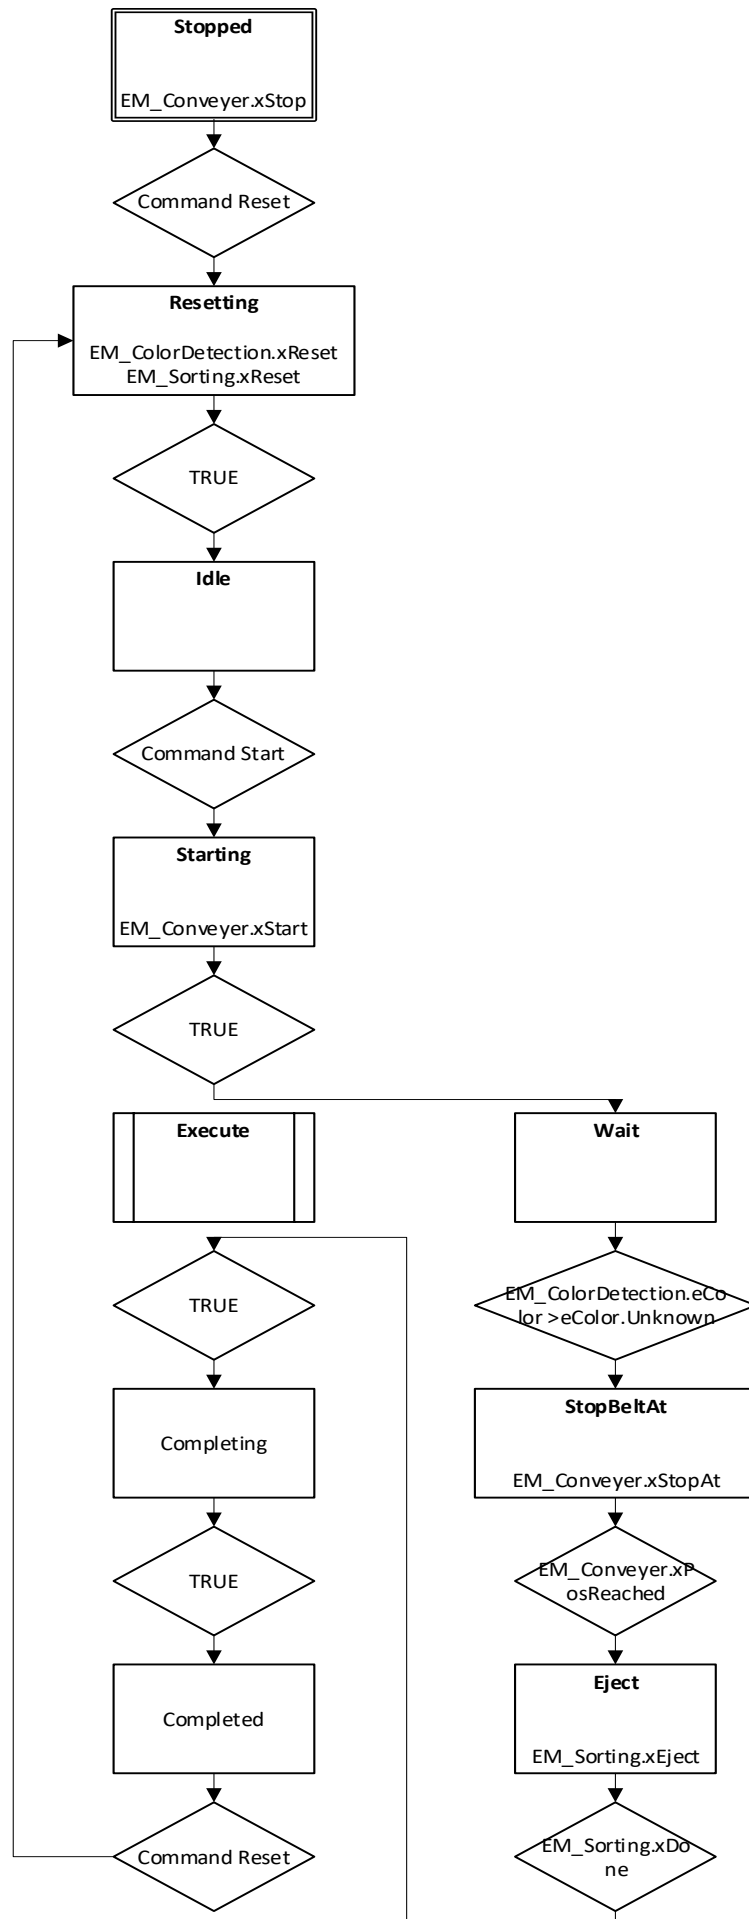 Stopped
EM_Conveyer.xStop
Command Reset
Resetting
EM_ColorDetection.xReset
EM_Sorting.xReset
TRUE
Idle
Command Start
Starting
EM_Conveyer.xStart
TRUE
Execute
TRUE
Completing
TRUE
Completed
Command Reset
Wait
EM_ColorDetection.eCo
lor >eColor.Unknown
StopBeltAt
EM_Conveyer.xStopAt
EM_Conveyer.xP
osReached
Eject
EM_Sorting.xEject
EM_Sorting.xDo
ne